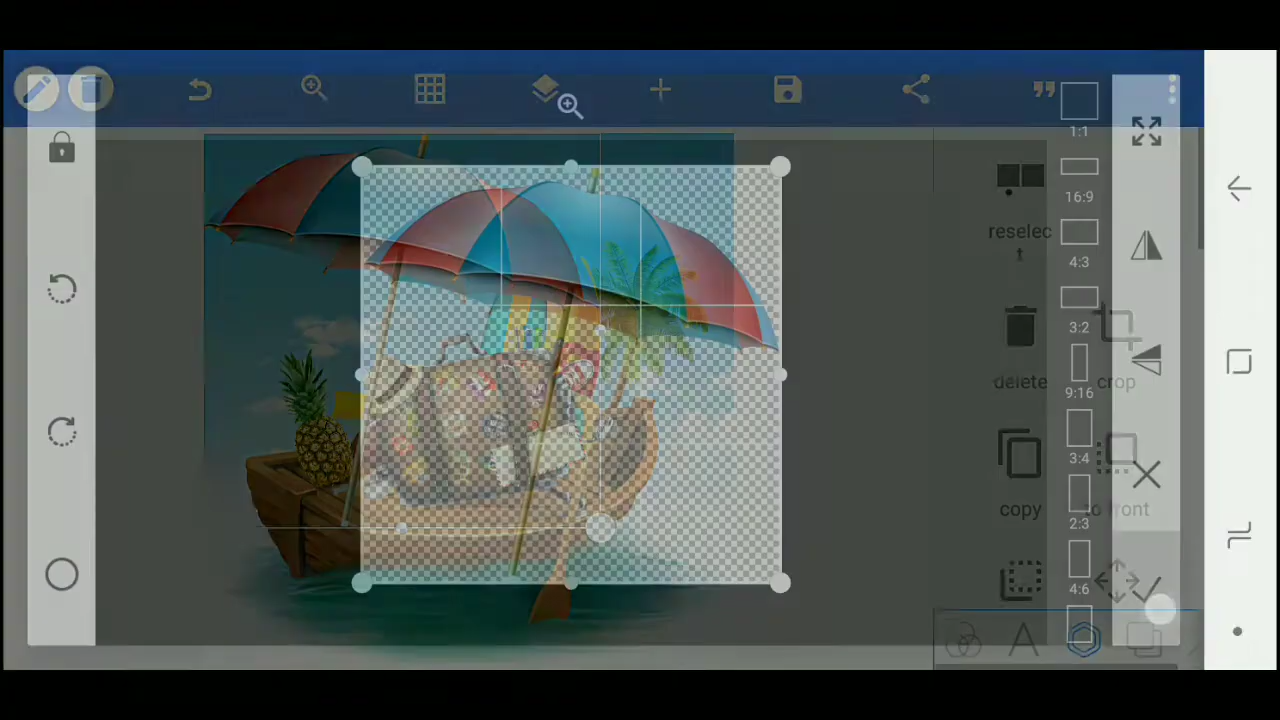 1:1
16:9
reselec
t
4:3
3:2
delete
crop
9:16
3:4
copy
to front
2:3
4:6
A